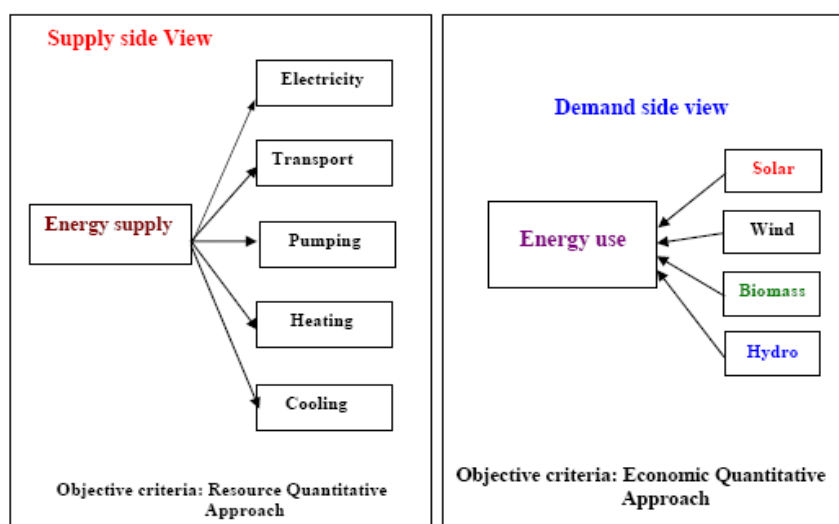 Supply side View
Electricity
Transport
Energy supply
Pumping
Heating
Cooling
Objective criteria: Resource Quantitative
Approach
Demand side view
Solar
Energy use
Wind
Biomass
Hydro
Objective criteria: Economic Quantitative
Approach